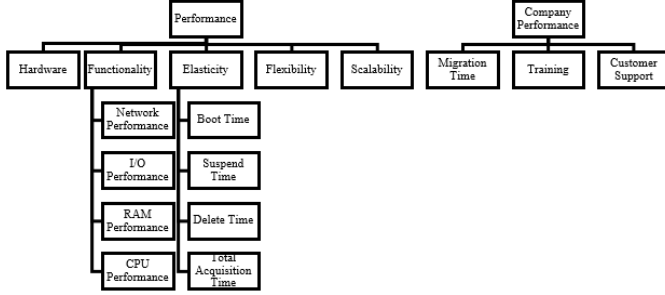 Performance
Company
Performance
Hardware
Functionality
Elasticity
Flexibility
Scalability
Migration
Time
Training
Customer
Support
Network
Performance
Boot Time
I/O
Performance
Suspend
Time
RAM
Performance
Delete Time
CPU
Performance
Total
Acquisition
Time